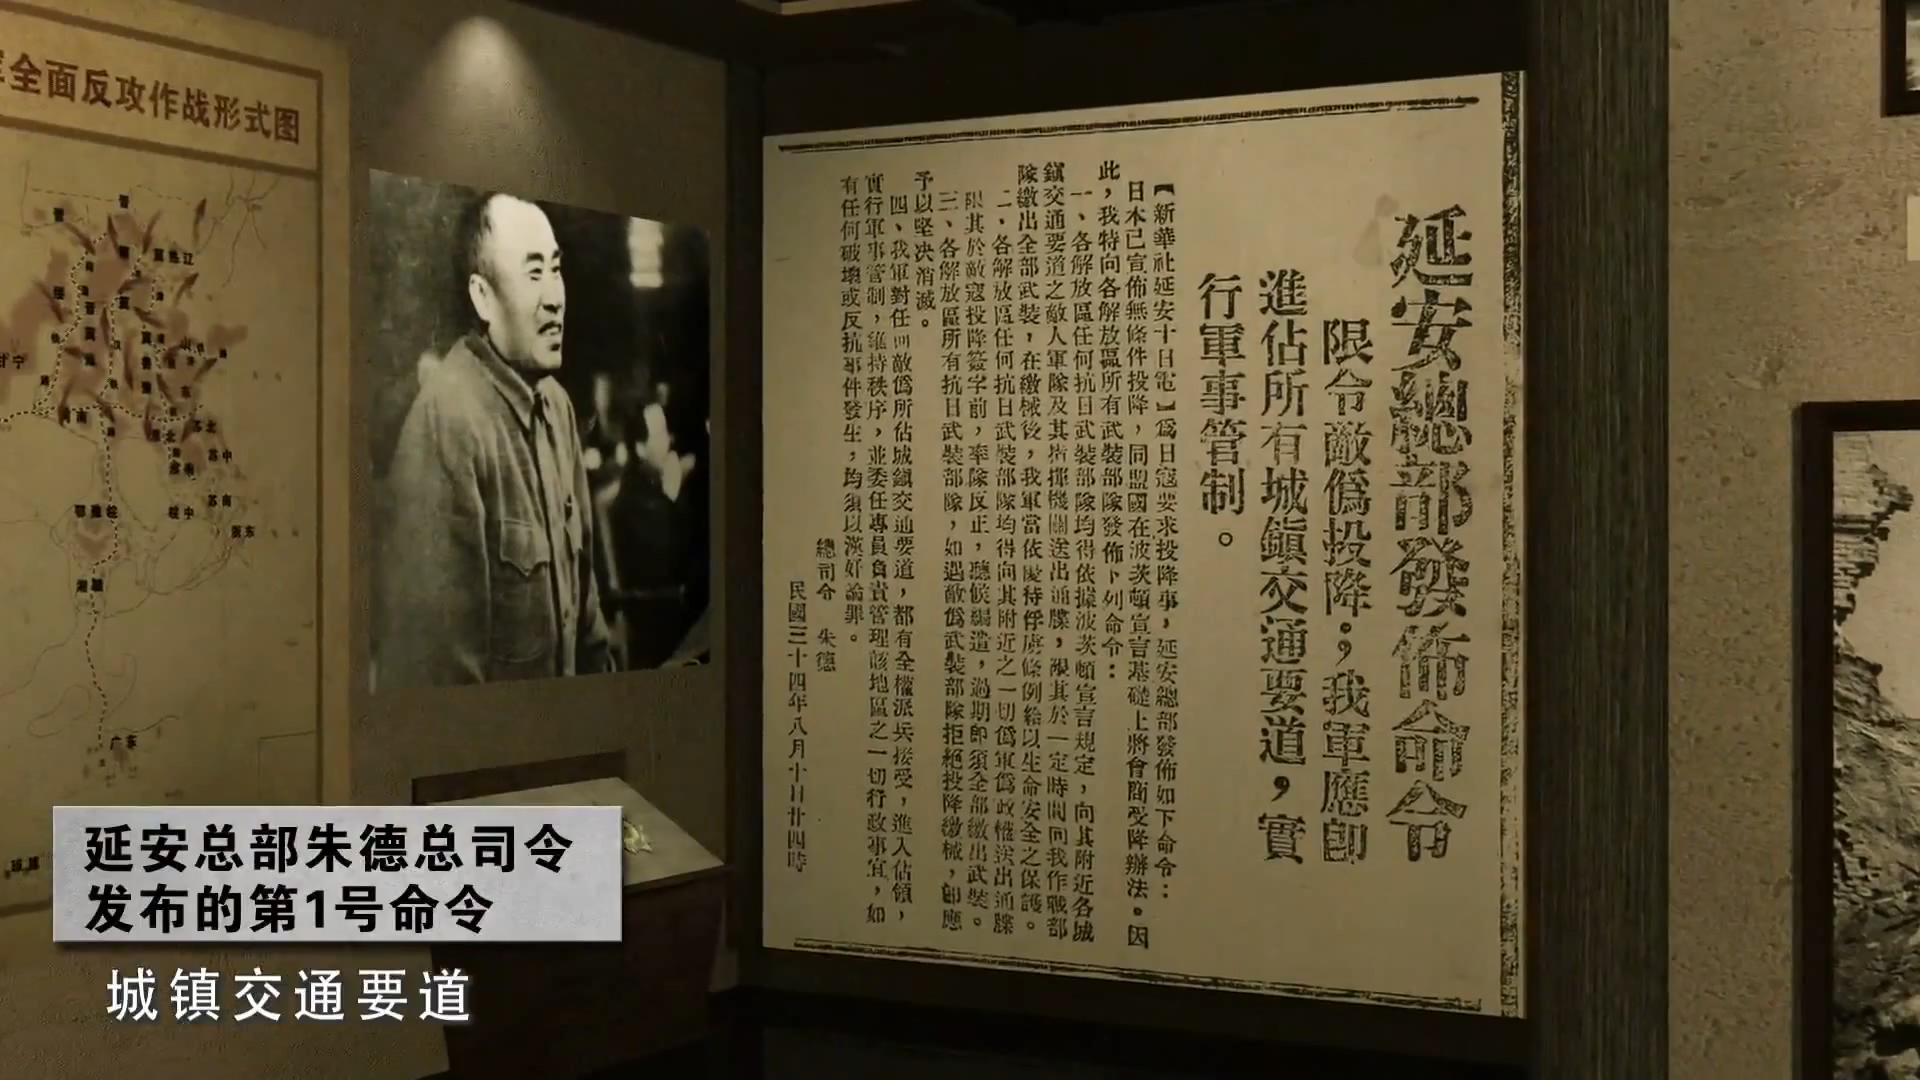 全面反攻作战形式图
延安總部發佈命令
限令敵偽投降；我軍應即
進佔所有城鎮交通要道，實
行軍事管制。
【新華社延安十日電】爲日寇要求投降事，延安總部發佈如下命令：
日本已宣佈無條件投降，同盟國在波茨頓宣言基礎上將會商受降辦法。因
此，我特向各解放區所有武裝部隊發佈下列命令：
一、各解放區任何抗日武裝部隊均得依據波茨頓宣言規定，向其附近各城
鎮交通要道之敵人軍隊及其指揮機關送出通牒，限其於一定時間向我作戰部
隊繳出全部武裝，在繳械後，我軍當依優待俘虜條例給以生命安全之保護。
二、各解放區任何抗日武裝部隊均得向其附近之一切僞軍僞政權送出通牒
限其於敵寇投降簽字前，率隊反正，聽候編遣，過期即須全部繳出武裝。
三、各解放區所有抗日武裝部隊，如遇敵僞武裝部隊拒絕投降繳械，即應
予以堅决消滅。
四、我軍對任何敵僞所佔城鎮交通要道，都有全權派兵接受，進入佔領，
實行軍事管制，維持秩序，並委任專員負責管理該地區之一切行政事宜，如
有任何破壞或反抗事件發生，均須以漢奸論罪。
總司令 朱德
民國三十四年八月十日廿四時
甘宁
鄂豫皖
苏北
苏中
苏南
皖中
浙东
广东
延安总部朱德总司令
发布的第1号命令
城镇交通要道